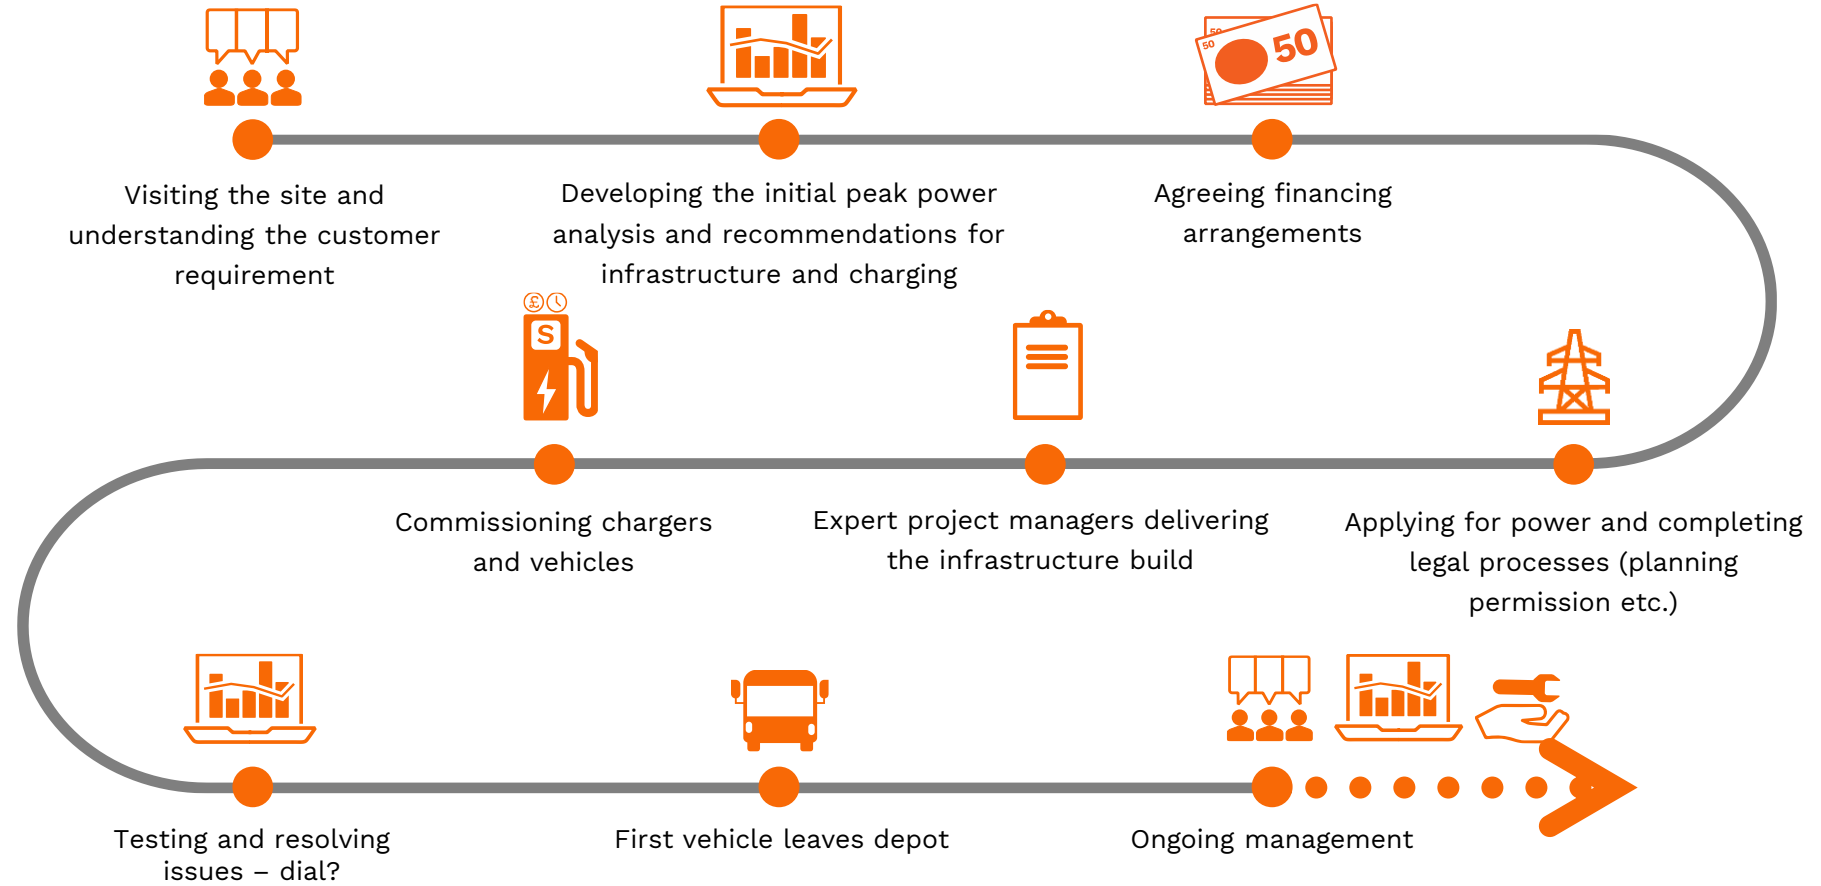 50
50
50
Visiting the site and
understanding the customer
requirement
Developing the initial peak power
analysis and recommendations for
infrastructure and charging
Agreeing financing
arrangements
£
S
Applying for power and completing
legal processes (planning
permission etc.)
Expert project managers delivering
the infrastructure build
Commissioning chargers
and vehicles
Testing and resolving
issues – dial?
First vehicle leaves depot
Ongoing management